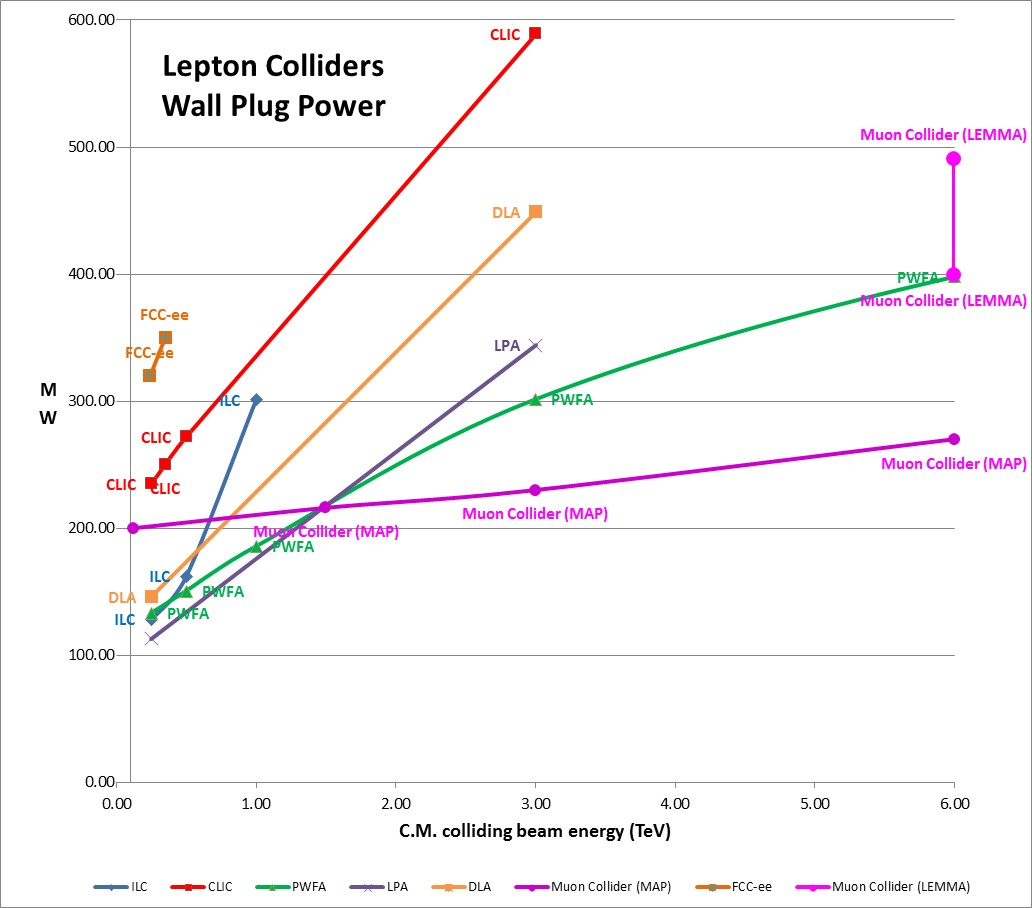 600.00
CLIC
Lepton Colliders
Wall Plug Power
500.00
Muon Collider (LEMMA)
DLA
400.00
PWFA
Muon Collider (LEMMA)
FCC-ee
FCC-ee
LPA
M
W
300.00
ILC
PWFA
CLIC
Muon Collider (MAP)
CLIC
CLIC
Muon Collider (MAP)
200.00
Muon Collider (MAP)
PWFA
ILC
PWFA
DLA
PWFA
ILC
100.00
0.00
0.00 1.00 2.00 3.00 4.00 5.00 6.00
C.M. colliding beam energy (TeV)
ILC CLIC PWFA LPA DLA Muon Collider (MAP) FCC-ee Muon Collider (LEMMA)